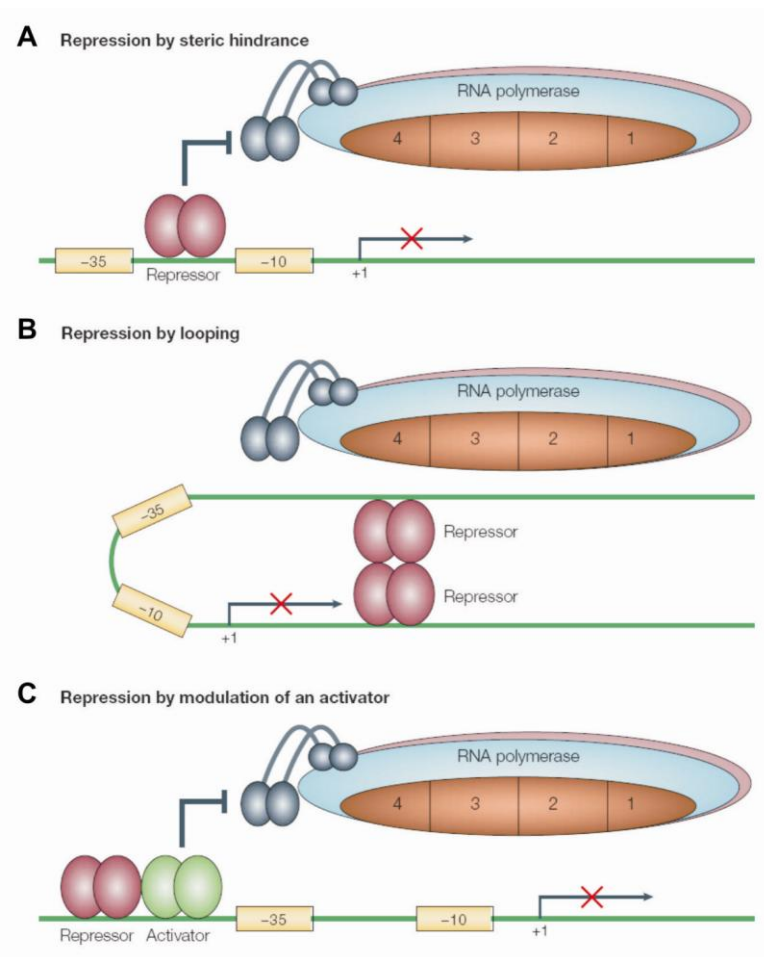 A Repression by steric hindrance
RNA polymerase
4 3 2 1
–35 Repressor –10
+1
B Repression by looping
RNA polymerase
4 3 2 1
–35
Repressor
Repressor
–10
+1
C Repression by modulation of an activator
RNA polymerase
4 3 2 1
–35 –10
Repressor Activator +1